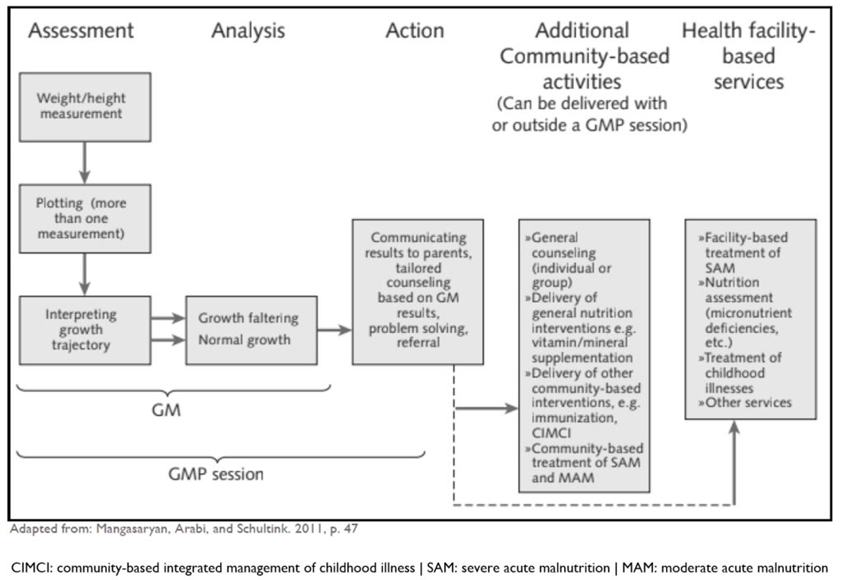 Assessment
Analysis
Action
Additional
Community-based
activities
(Can be delivered with
or outside a GMP session)
Health facility-
based
services
Weight/height
measurement
Plotting (more
than one
measurement)
Interpreting
growth
trajectory
Growth faltering
Normal growth
Communicating
results to parents,
tailored
counseling
based on GM
results,
problem solving,
referral
»General
counseling
(individual or
group)
»Delivery of
general nutrition
interventions e.g.
vitamin/mineral
supplementation
»Delivery of other
community-based
interventions, e.g.
immunization,
CIMCI
»Community-based
treatment of SAM
and MAM
»Facility-based
treatment of
SAM
»Nutrition
assessment
(micronutrient
deficiencies,
etc.)
»Treatment of
childhood
illnesses
»Other services
GM
GMP session
Adapted from: Mangasaryan, Arabi, and Schultink. 2011, p. 47
CIMCI: community-based integrated management of childhood illness | SAM: severe acute malnutrition | MAM: moderate acute malnutrition